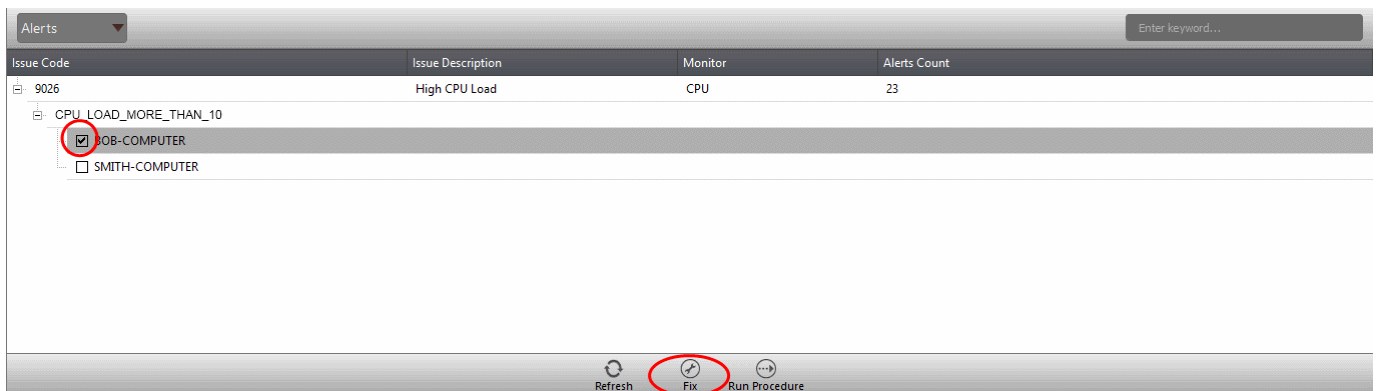 Alerts Enter keyword...
Issue Code Issue Description Monitor Alerts Count
9026 High CPU Load CPU 23
CPU_LOAD_MORE_THAN_10
BOB-COMPUTER
SMITH-COMPUTER
Refresh Fix Run Procedure